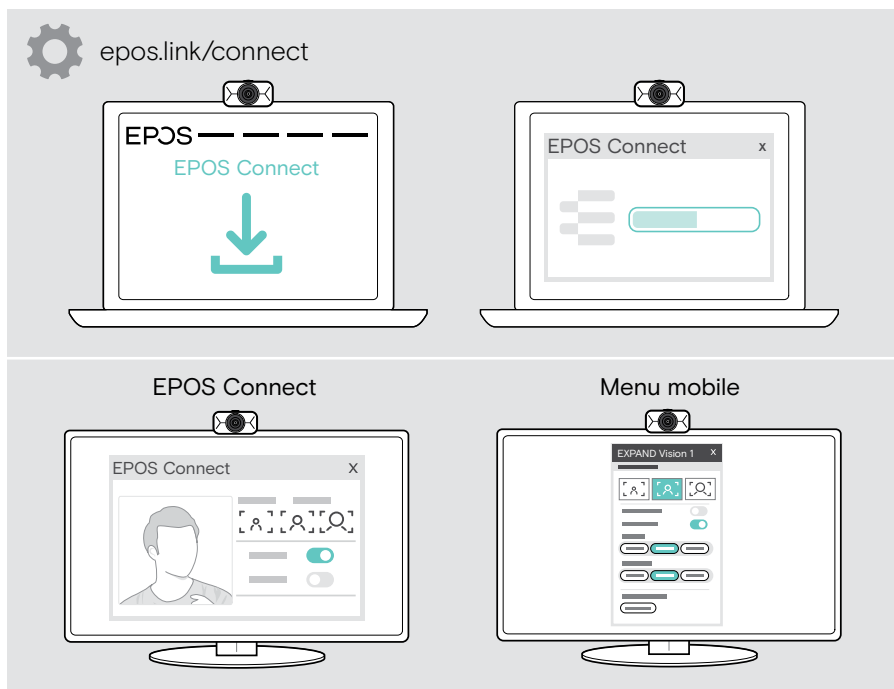 epos.link/connect
EPOS
EPOS Connect
EPOS Connect x
EPOS Connect
Menu mobile
EPOS Connect x
EXPAND Vision 1 x